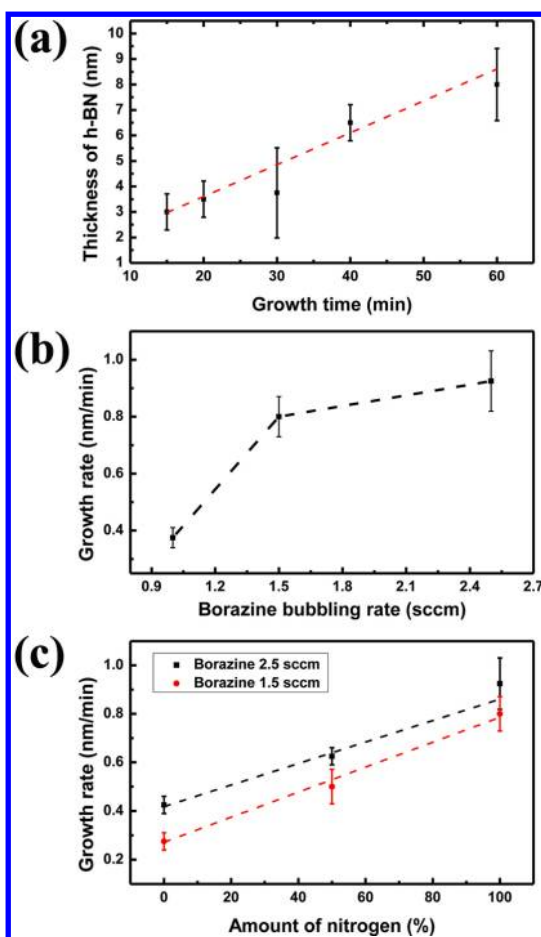 (a)
Thickness of h-BN (nm)
10
9
8
7
6
5
4
3
2
1
10 20 30 40 50 60
Growth time (min)
(b)
Growth rate (nm/min)
1.0
0.8
0.6
0.4
0.9 1.2 1.5 1.8 2.1 2.4 2.7
Borazine bubbling rate (sccm)
(c)
Borazine 2.5 sccm
Borazine 1.5 sccm
Growth rate (nm/min)
1.0
0.8
0.6
0.4
0.2
0 20 40 60 80 100
Amount of nitrogen (%)